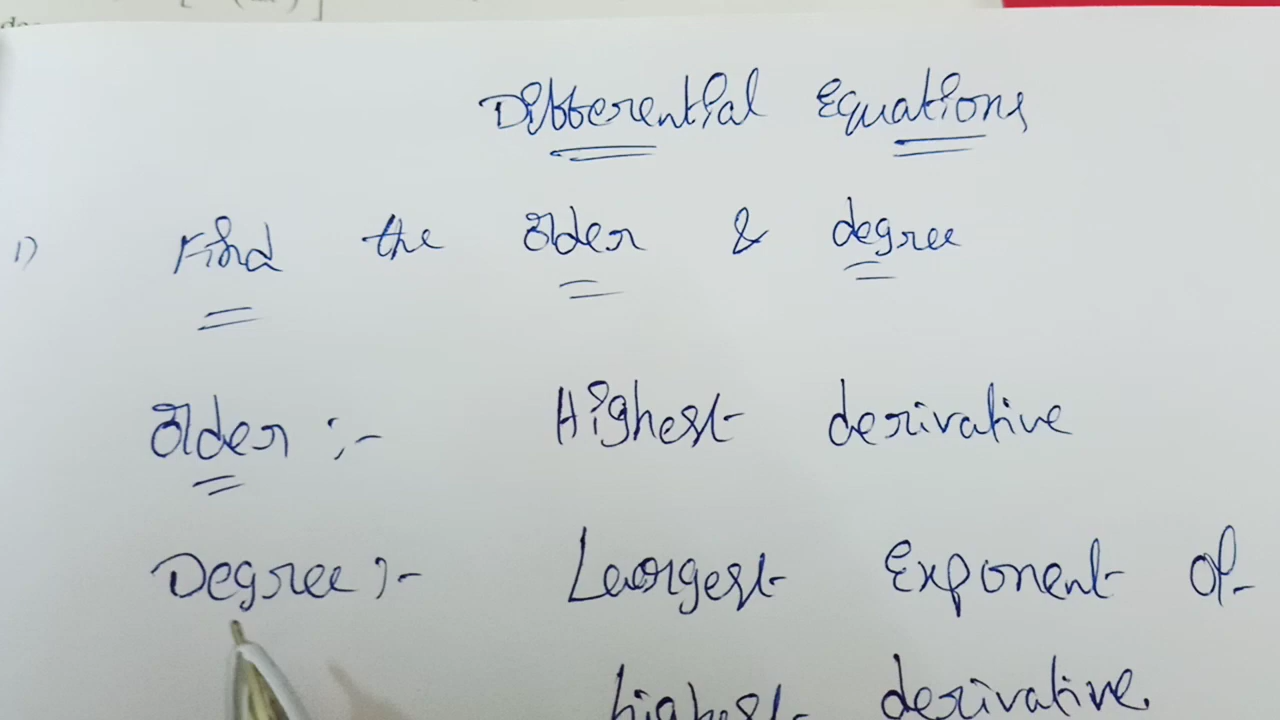 Differential Equations
1) Find the Order & degree
Order :- Highest derivative
Degree :- Largest Exponent of
highest derivative.